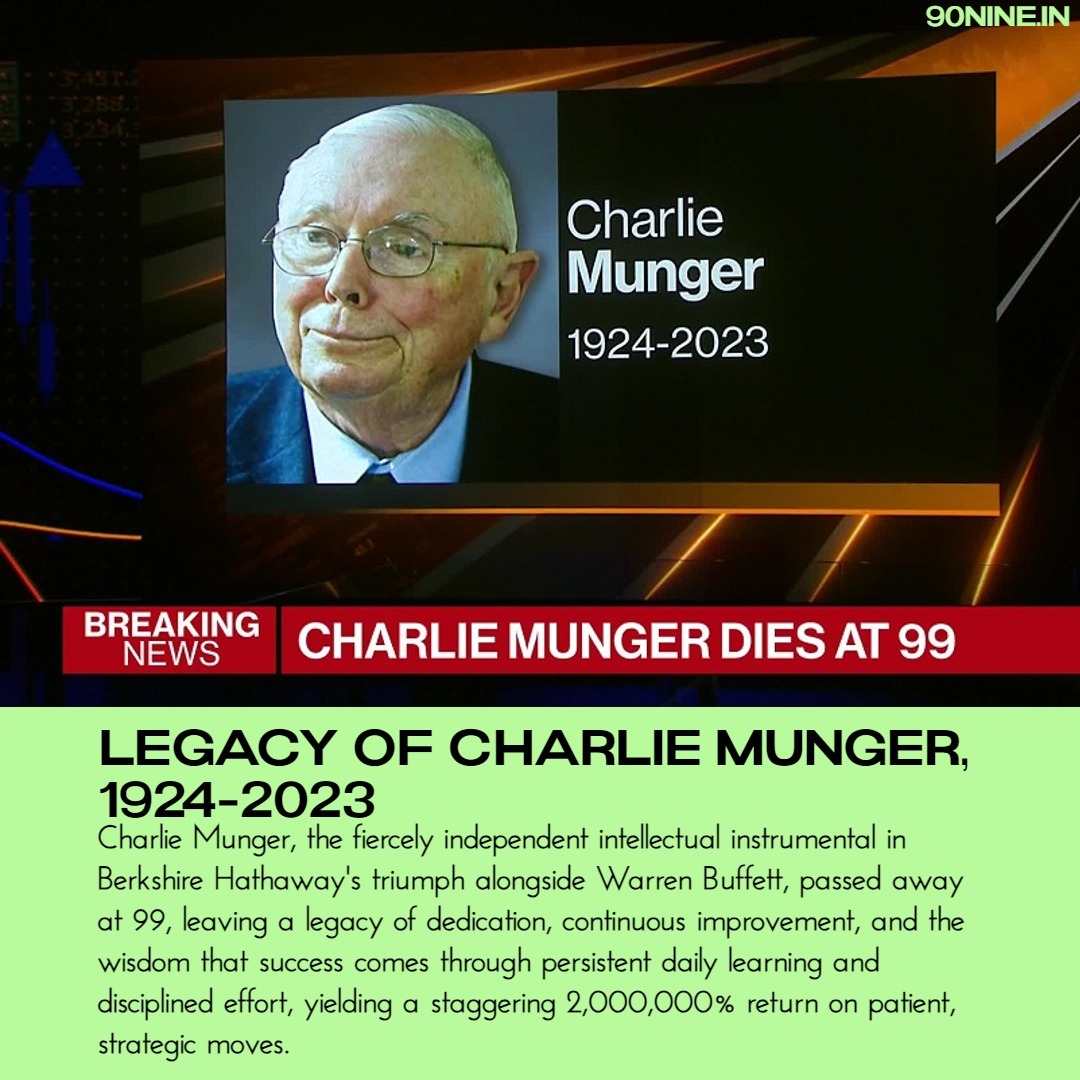 90NINE.IN
Charlie
Munger
1924-2023
BREAKING
NEWS
CHARLIE MUNGER DIES AT 99
LEGACY OF CHARLIE MUNGER,
1924-2023
Charlie Munger, the fiercely independent intellectual instrumental in
Berkshire Hathaway's triumph alongside Warren Buffett, passed away
at 99, leaving a legacy of dedication, continuous improvement, and the
wisdom that success comes through persistent daily learning and
disciplined effort, yielding a staggering 2,000,000% return on patient,
strategic moves.